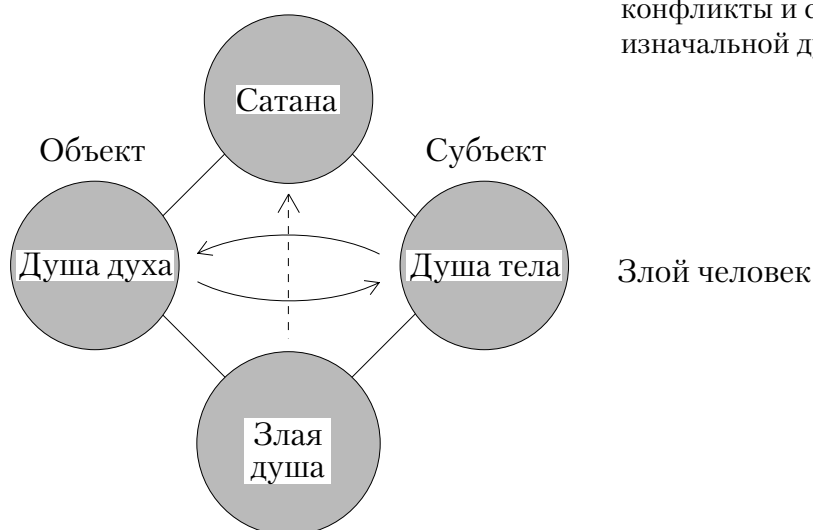 конфликты и с
изначальной д
Сатана
Объект
Субъект
Душа духа
Душа тела
Злой человек
Злая
душа